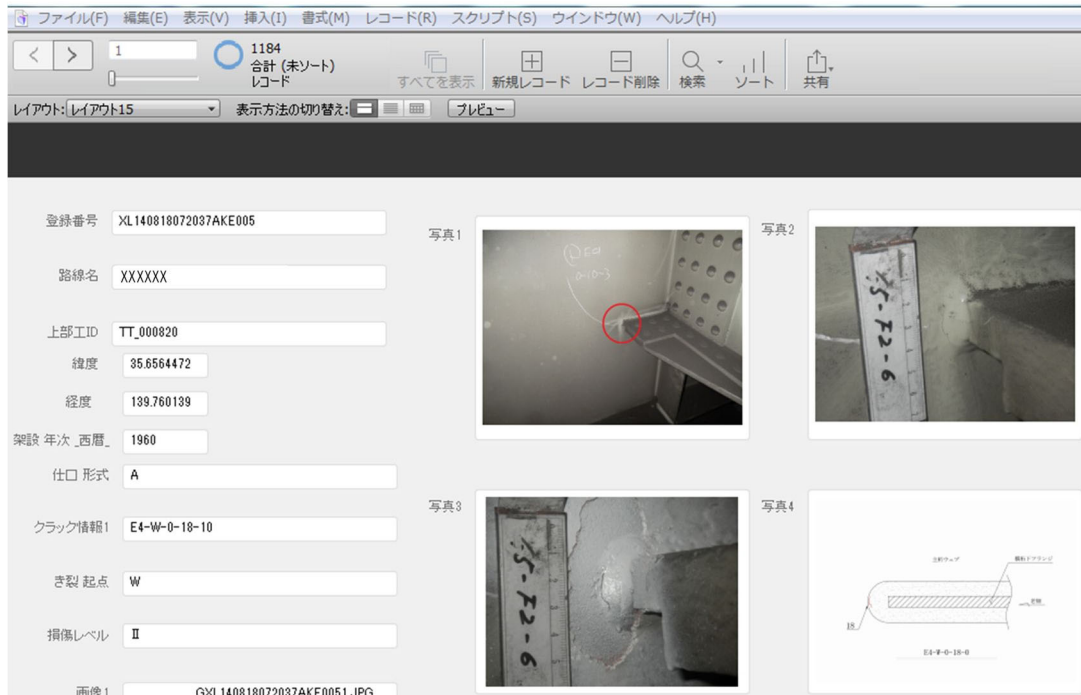 ファイル(F) 編集(E) 表示(V) 挿入(I) 書式(M) レコード(R) スクリプト(S) ウインドウ(W) ヘルプ(H)
1
1184
合計 (未ソート)
レコード
すべてを表示 新規レコード レコード削除 検索 ソート 共有
レイアウト: レイアウト15 表示方法の切り替え: プレビュー
登録番号 XL140818072037AKE005
路線名 XXXXXX
上部工ID TT_000820
緯度 35.6564472
経度 139.760139
架設 年次 _西暦_ 1960
仕口 形式 A
クラック情報1 E4-W-0-18-10
き裂 起点 W
損傷レベル Ⅱ
画像1 GXL140818072037AKE0051.JPG
写真1
写真2
写真3
写真4
18
E4-W-0-18-0